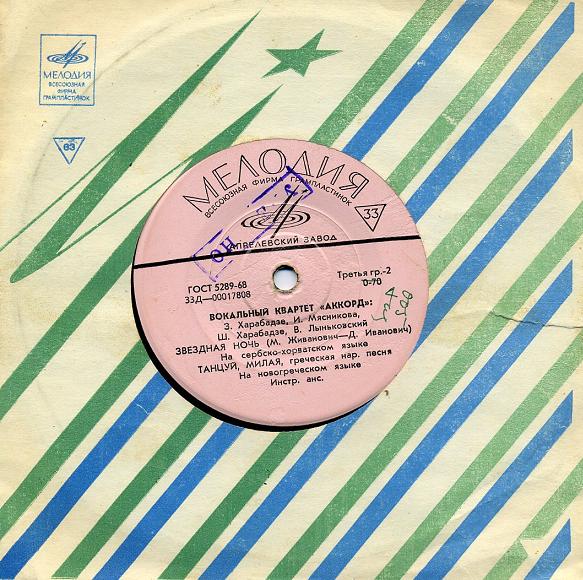 МЕЛОДИЯ
ВСЕСОЮЗНАЯ
ФИРМА
ГРАМПЛАСТИНОК
33
МЕЛОДИЯ
ВСЕСОЮЗНАЯ ФИРМА ГРАМПЛАСТИНОК
33
АПРЕЛЕВСКИЙ ЗАВОД
ГОСТ 5289-68
33Д—00017808
Третья гр.-2
0-70
ВОКАЛЬНЫЙ КВАРТЕТ «АККОРД»:
З. Харабадзе, И. Мясникова,
Ш. Харабадзе, В. Лыньковский
ЗВЕЗДНАЯ НОЧЬ (М. Живанович—Д. Иванович)
На сербско-хорватском языке
ТАНЦУЙ, МИЛАЯ, греческая нар. песня
На новогреческом языке
Инстр. анс.